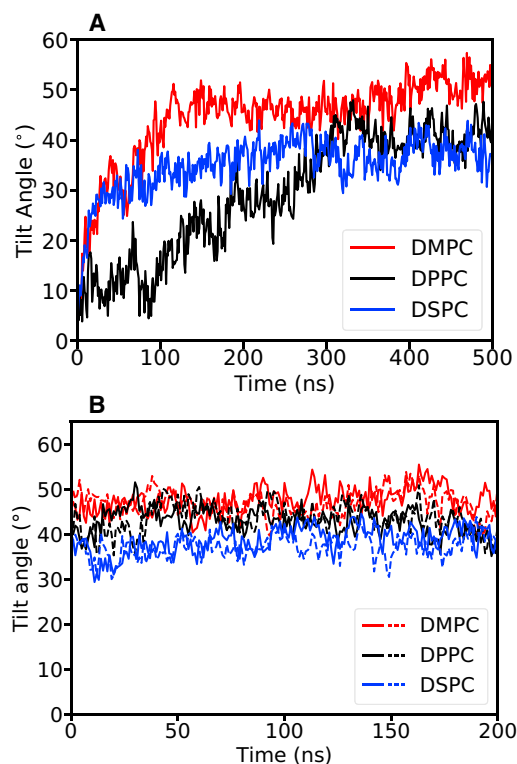 A
60
50
40
30
20
10
0
Tilt Angle (°)
DMPC
DPPC
DSPC
0 100 200 300 400 500
Time (ns)
B
60
50
40
30
20
10
0
Tilt angle (°)
DMPC
DPPC
DSPC
0 50 100 150 200
Time (ns)